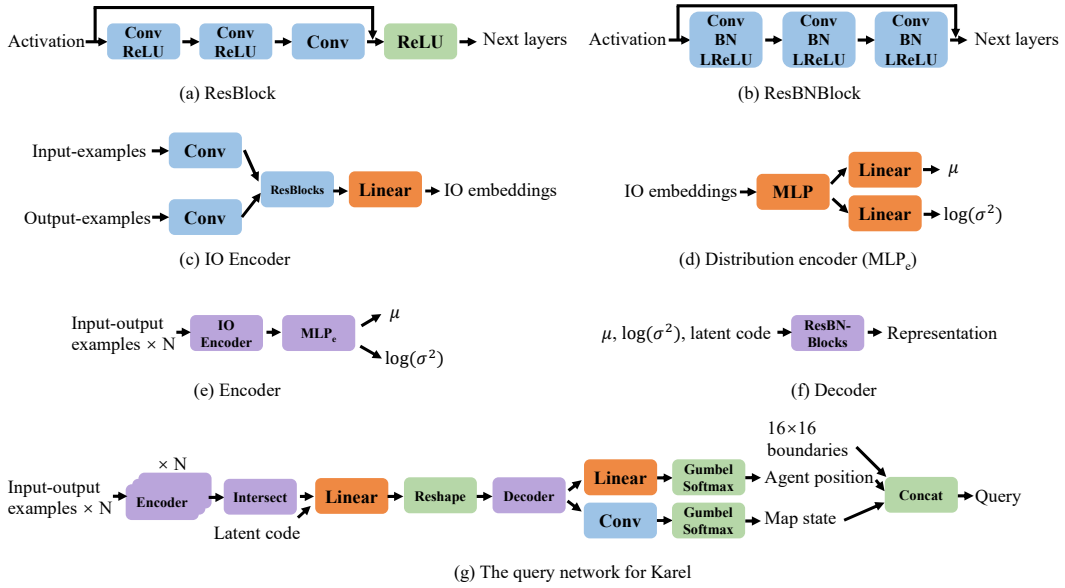 Activation
Conv
ReLU
Conv
ReLU
Conv
ReLU
Next layers
(a) ResBlock
Activation
Conv
BN
LReLU
Conv
BN
LReLU
Conv
BN
LReLU
Next layers
(b) ResBNBlock
Input-examples
Conv
Output-examples
Conv
ResBlocks
Linear
IO embeddings
(c) IO Encoder
IO embeddings
MLP
Linear
μ
Linear
log(σ²)
(d) Distribution encoder (MLPₑ)
Input-output
examples × N
IO
Encoder
MLPₑ
μ
log(σ²)
(e) Encoder
μ, log(σ²), latent code
ResBN-
Blocks
Representation
(f) Decoder
Input-output
examples × N
× N
Encoder
Intersect
Latent code
Linear
Reshape
Decoder
Linear
Gumbel
Softmax
Agent position
Conv
Gumbel
Softmax
Map state
16×16
boundaries
Concat
Query
(g) The query network for Karel